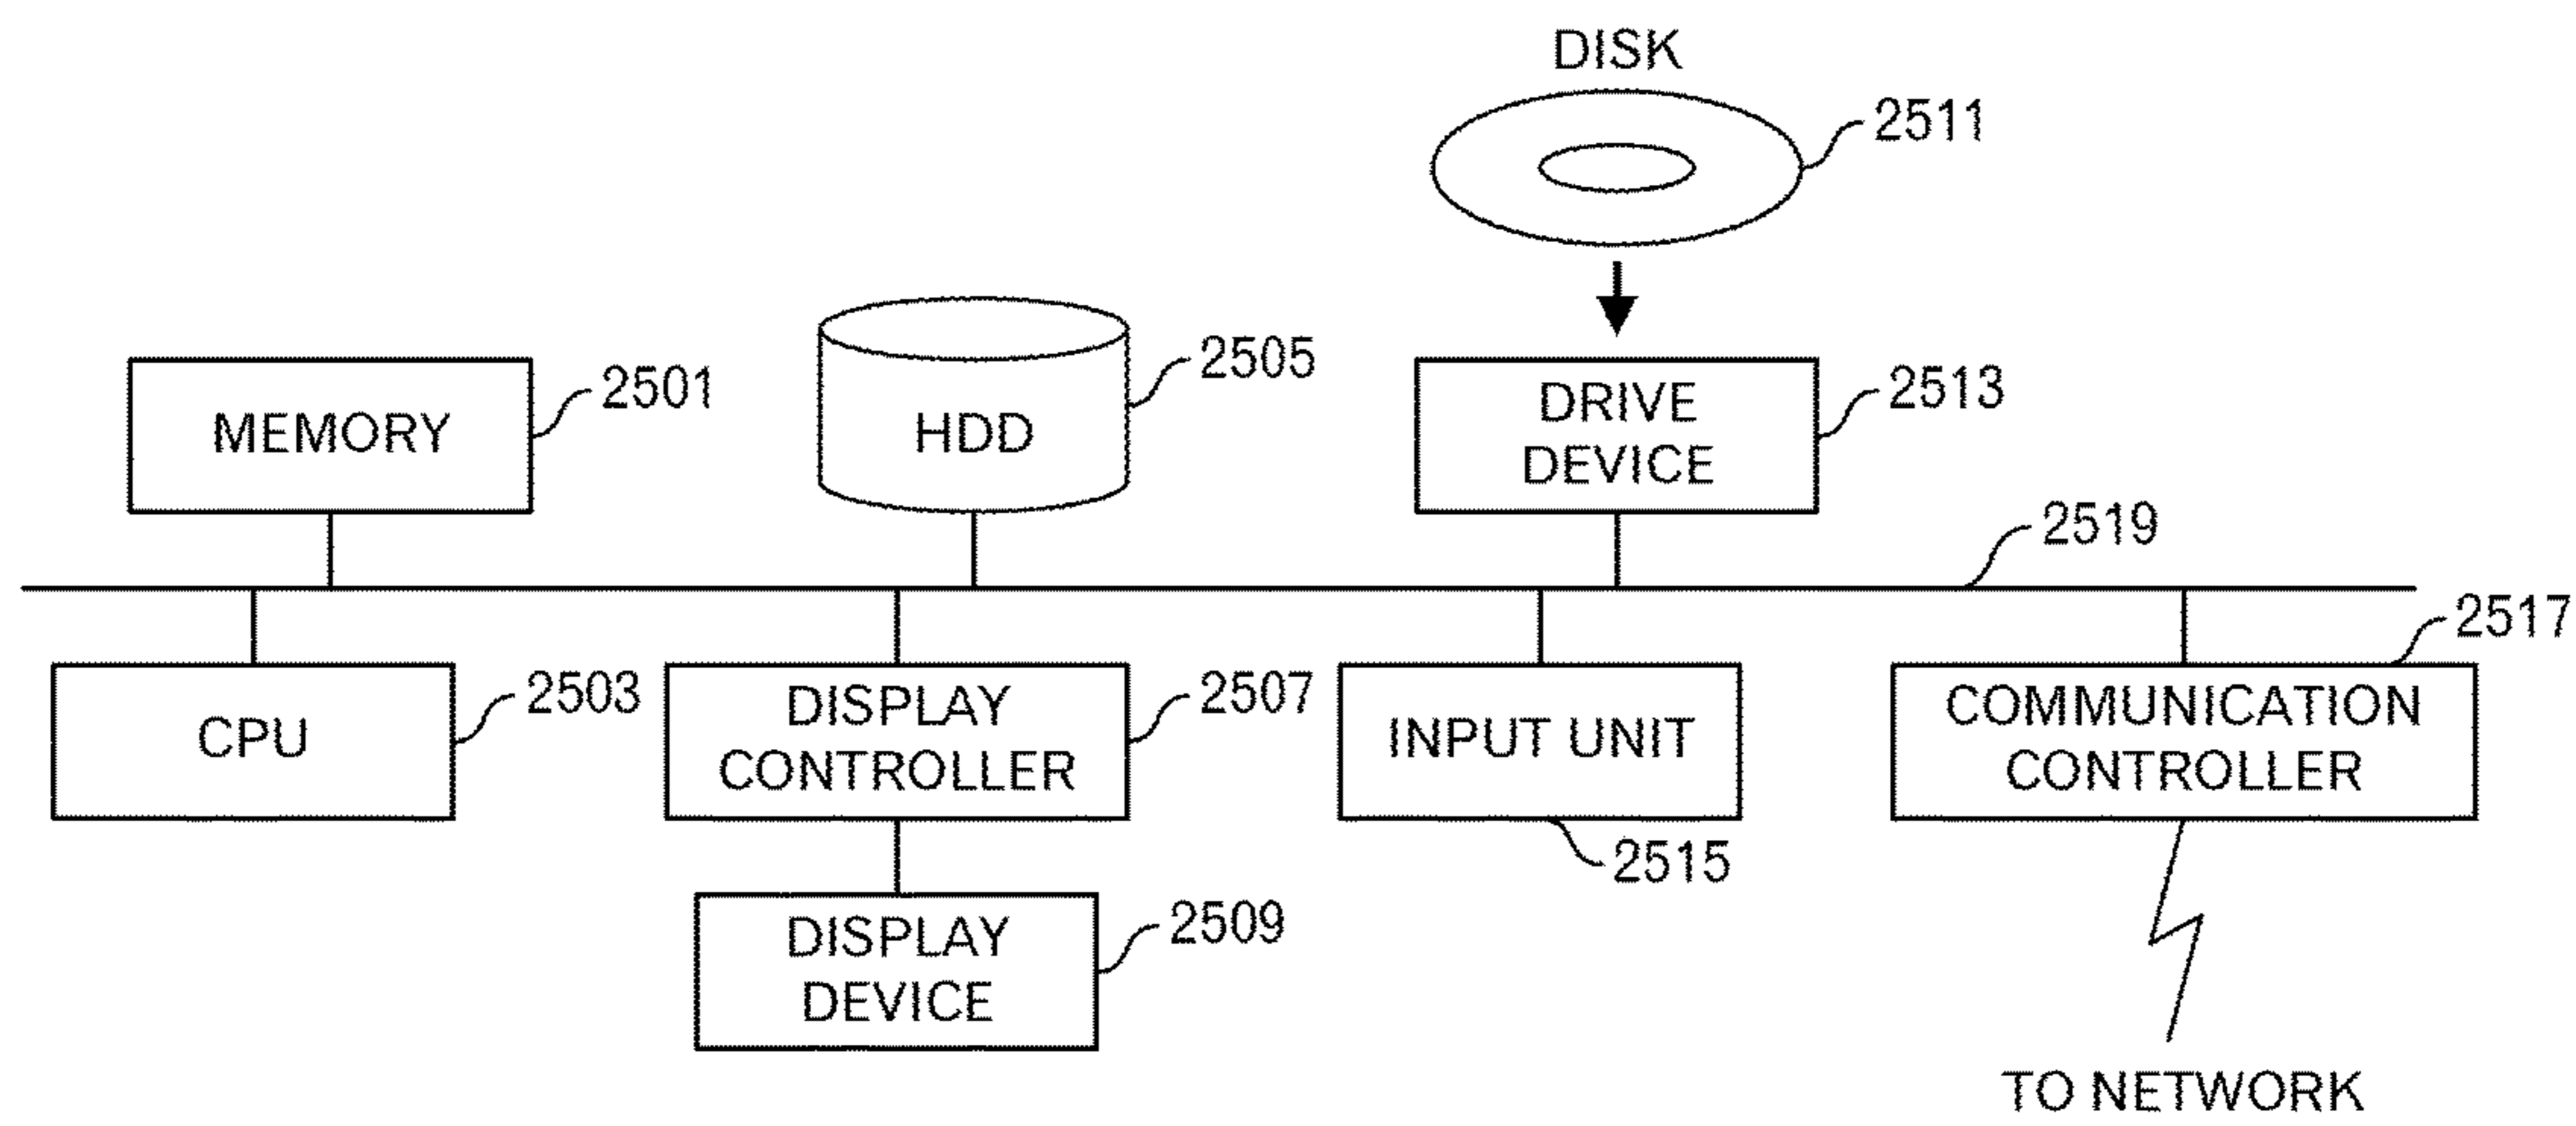 DISK
2511
2501
MEMORY
2505
HDD
2513
DRIVE
DEVICE
2519
2517
2503
CPU
2507
DISPLAY
CONTROLLER
INPUT UNIT
2515
COMMUNICATION
CONTROLLER
2509
DISPLAY
DEVICE
TO NETWORK